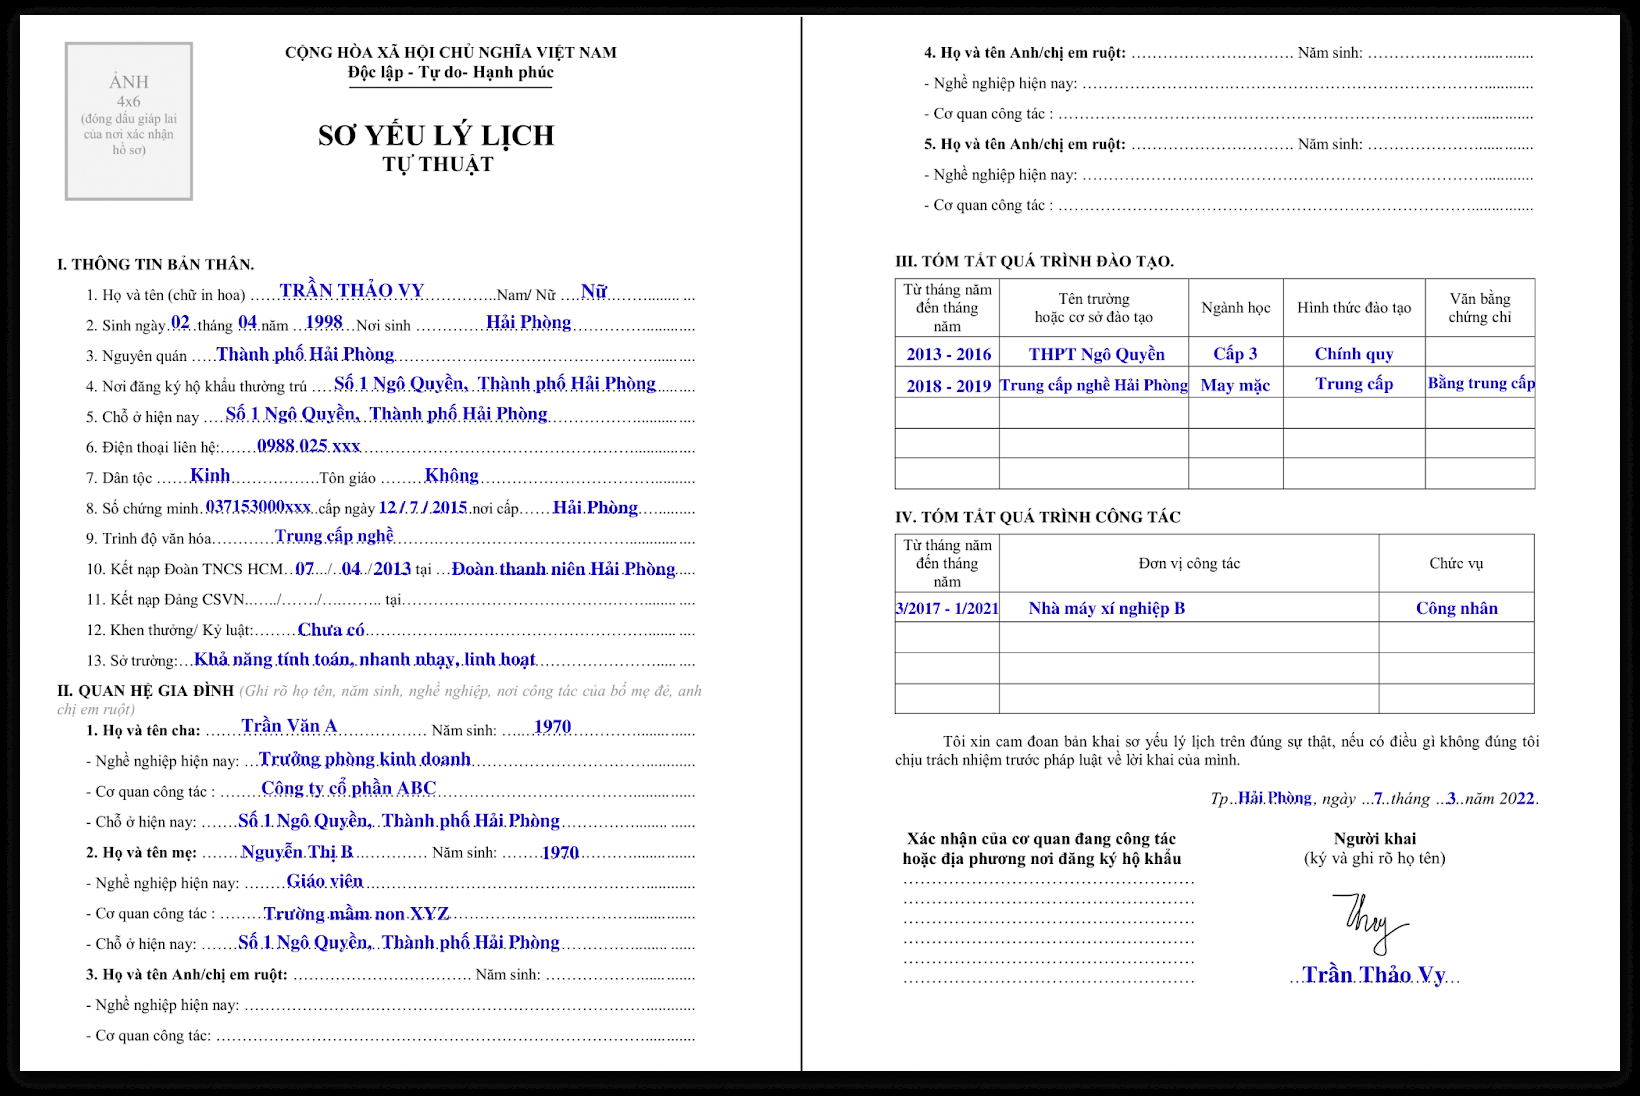 ẢNH
4x6
(đóng dấu giáp lai
của nơi xác nhận
hồ sơ)
CỘNG HÒA XÃ HỘI CHỦ NGHĨA VIỆT NAM
Độc lập - Tự do- Hạnh phúc
SƠ YẾU LÝ LỊCH
TỰ THUẬT
I. THÔNG TIN BẢN THÂN.
1. Họ và tên (chữ in hoa) ….TRẦN THẢO VY….Nam/ Nữ ….Nữ….
2. Sinh ngày 02 tháng 04 năm …1998…Nơi sinh ….Hải Phòng….
3. Nguyên quán ….Thành phố Hải Phòng….
4. Nơi đăng ký hộ khẩu thường trú ….Số 1 Ngô Quyền, Thành phố Hải Phòng….
5. Chỗ ở hiện nay ….Số 1 Ngô Quyền, Thành phố Hải Phòng….
6. Điện thoại liên hệ:….0988 025 xxx….
7. Dân tộc ….Kinh….Tôn giáo ….Không….
8. Số chứng minh.037153000xxx..cấp ngày 12 / 7 / 2015.nơi cấp….Hải Phòng….
9. Trình độ văn hóa….Trung cấp nghề….
10. Kết nạp Đoàn TNCS HCM..07…/..04../2013 tại …Đoàn thanh niên Hải Phòng….
11. Kết nạp Đảng CSVN....../……./………. tại….
12. Khen thưởng/ Kỷ luật:….Chưa có….
13. Sở trường:…Khả năng tính toán, nhanh nhạy, linh hoạt….
II. QUAN HỆ GIA ĐÌNH (Ghi rõ họ tên, năm sinh, nghề nghiệp, nơi công tác của bố mẹ đẻ, anh
chị em ruột)
1. Họ và tên cha: ….Trần Văn A…. Năm sinh: ….1970….
- Nghề nghiệp hiện nay: …Trưởng phòng kinh doanh….
- Cơ quan công tác : ….Công ty cổ phần ABC….
- Chỗ ở hiện nay: ….Số 1 Ngô Quyền, Thành phố Hải Phòng….
2. Họ và tên mẹ: ….Nguyễn Thị B…. Năm sinh: ….1970….
- Nghề nghiệp hiện nay: ….Giáo viên….
- Cơ quan công tác : ….Trường mầm non XYZ….
- Chỗ ở hiện nay: ….Số 1 Ngô Quyền, Thành phố Hải Phòng….
3. Họ và tên Anh/chị em ruột: …………. Năm sinh: ………….
- Nghề nghiệp hiện nay: ………….
- Cơ quan công tác: ………….
4. Họ và tên Anh/chị em ruột: …………. Năm sinh: ………….
- Nghề nghiệp hiện nay: ………….
- Cơ quan công tác : ………….
5. Họ và tên Anh/chị em ruột: …………. Năm sinh: ………….
- Nghề nghiệp hiện nay: ………….
- Cơ quan công tác : ………….
III. TÓM TẮT QUÁ TRÌNH ĐÀO TẠO.
Từ tháng năm
đến tháng
năm
Tên trường
hoặc cơ sở đào tạo
Ngành học
Hình thức đào tạo
Văn bằng
chứng chỉ
2013 - 2016 THPT Ngô Quyền Cấp 3 Chính quy
2018 - 2019 Trung cấp nghề Hải Phòng May mặc Trung cấp Bằng trung cấp
IV. TÓM TẮT QUÁ TRÌNH CÔNG TÁC
Từ tháng năm
đến tháng
năm
Đơn vị công tác
Chức vụ
3/2017 - 1/2021 Nhà máy xí nghiệp B Công nhân
Tôi xin cam đoan bản khai sơ yếu lý lịch trên đúng sự thật, nếu có điều gì không đúng tôi
chịu trách nhiệm trước pháp luật về lời khai của mình.
Tp..Hải Phòng, ngày ...7..tháng ...3..năm 2022.
Xác nhận của cơ quan đang công tác
hoặc địa phương nơi đăng ký hộ khẩu
Người khai
(ký và ghi rõ họ tên)
Thy
…Trần Thảo Vy…